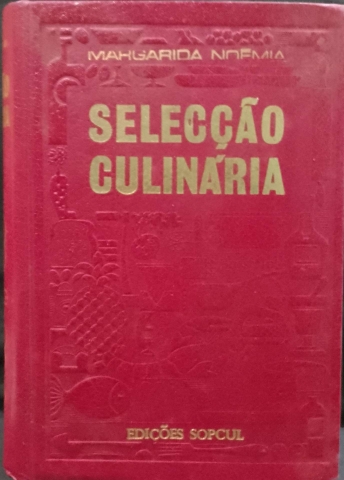 MARGARIDA NOÉMIA
SELECÇÃO
CULINÁRIA
EDIÇÕES SOPCUL